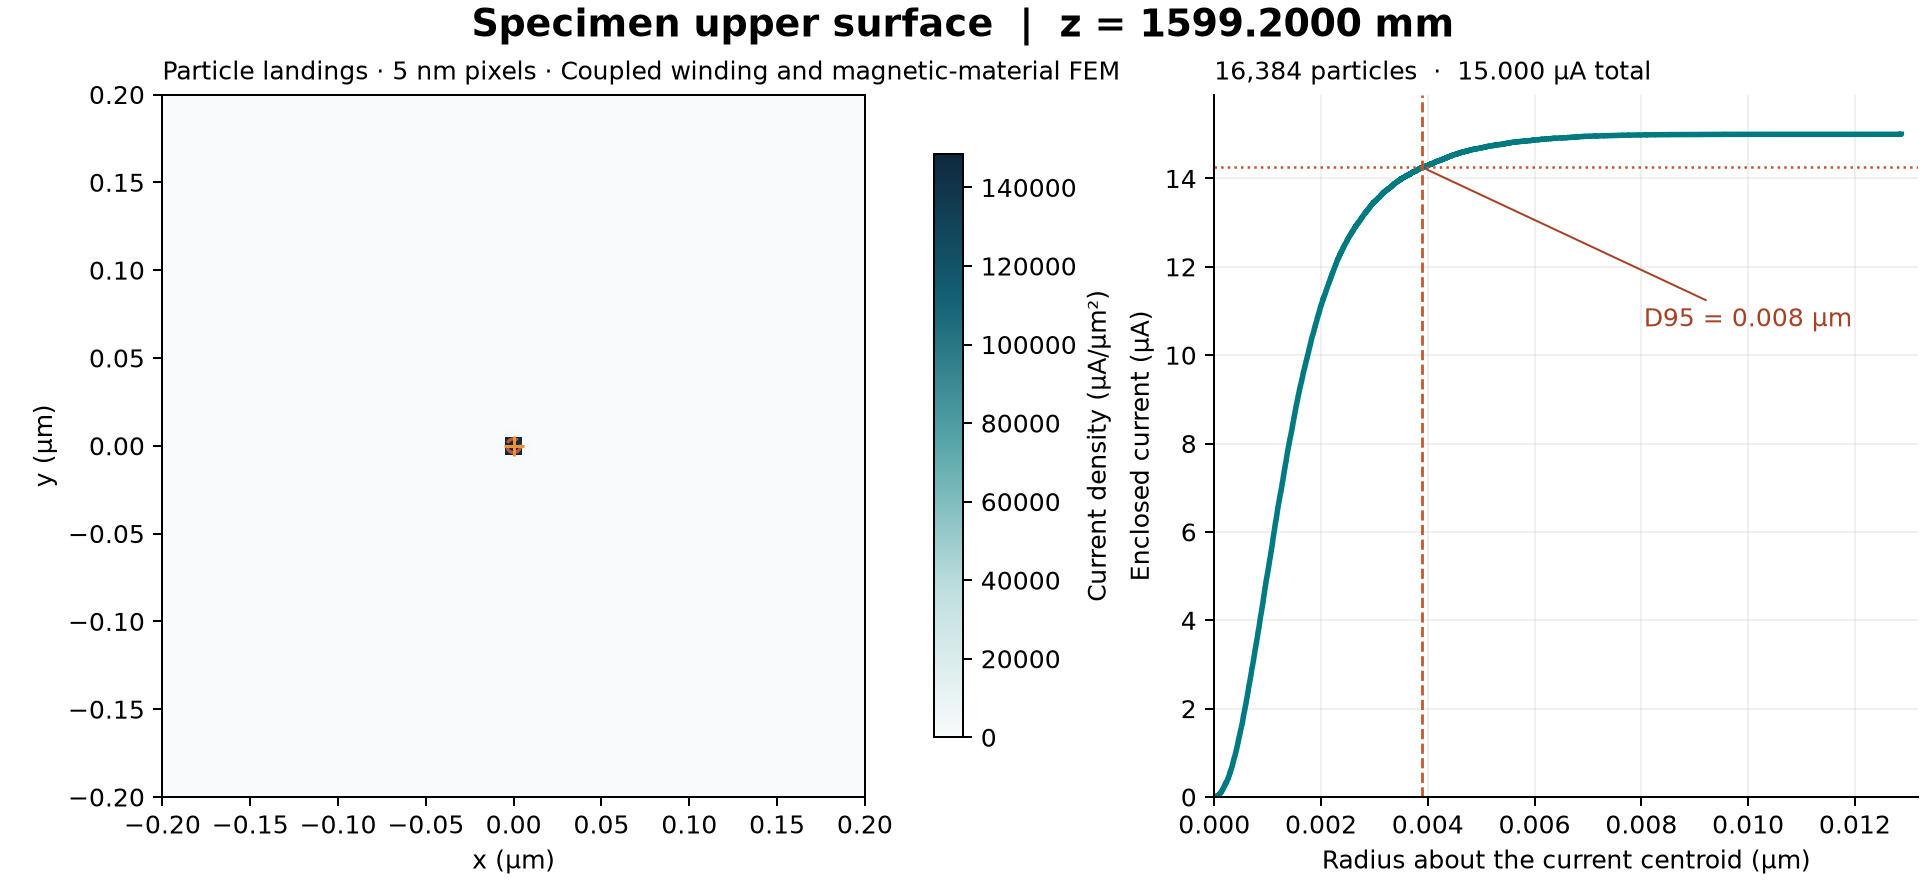 Specimen upper surface | z = 1599.2000 mm
Particle landings · 5 nm pixels · Coupled winding and magnetic-material FEM
0.20
0.15
0.10
0.05
0.00
−0.05
−0.10
−0.15
−0.20
y (μm)
−0.20 −0.15 −0.10 −0.05 0.00 0.05 0.10 0.15 0.20
x (μm)
140000
120000
100000
80000
60000
40000
20000
0
Current density (μA/μm²)
16,384 particles · 15.000 μA total
14
12
10
8
6
4
2
0
Enclosed current (μA)
D95 = 0.008 μm
0.000 0.002 0.004 0.006 0.008 0.010 0.012
Radius about the current centroid (μm)